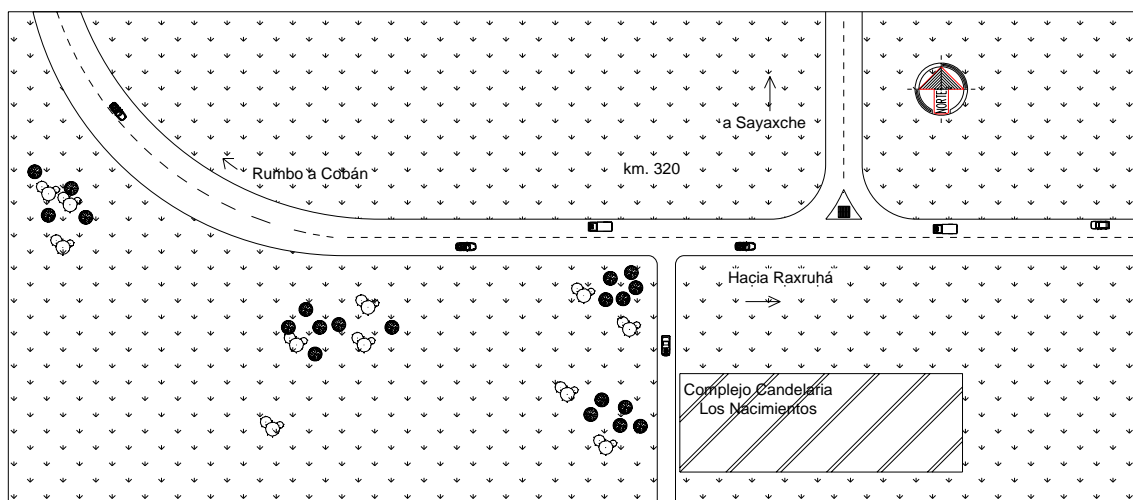 NORTE
a Sayaxche
km. 320
Rumbo a Cobán
Hacia Raxruhá
Complejo Candelaria
Los Nacimientos